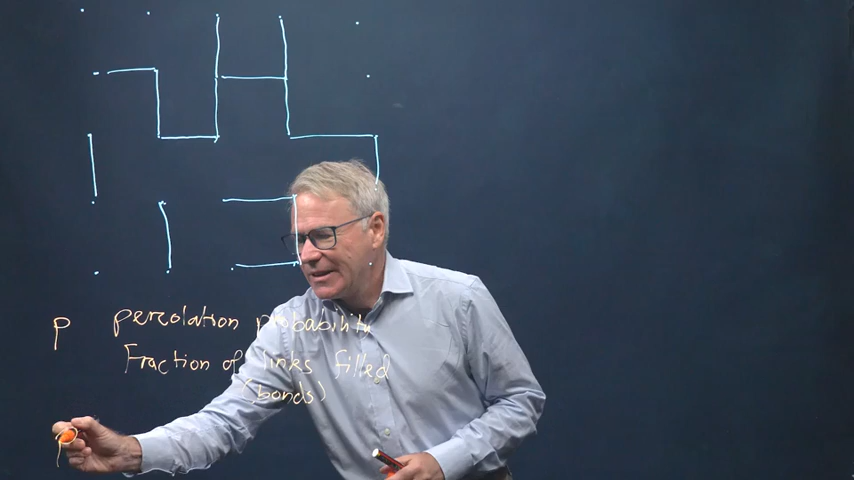 p percolation probability
Fraction of links filled
(bonds)